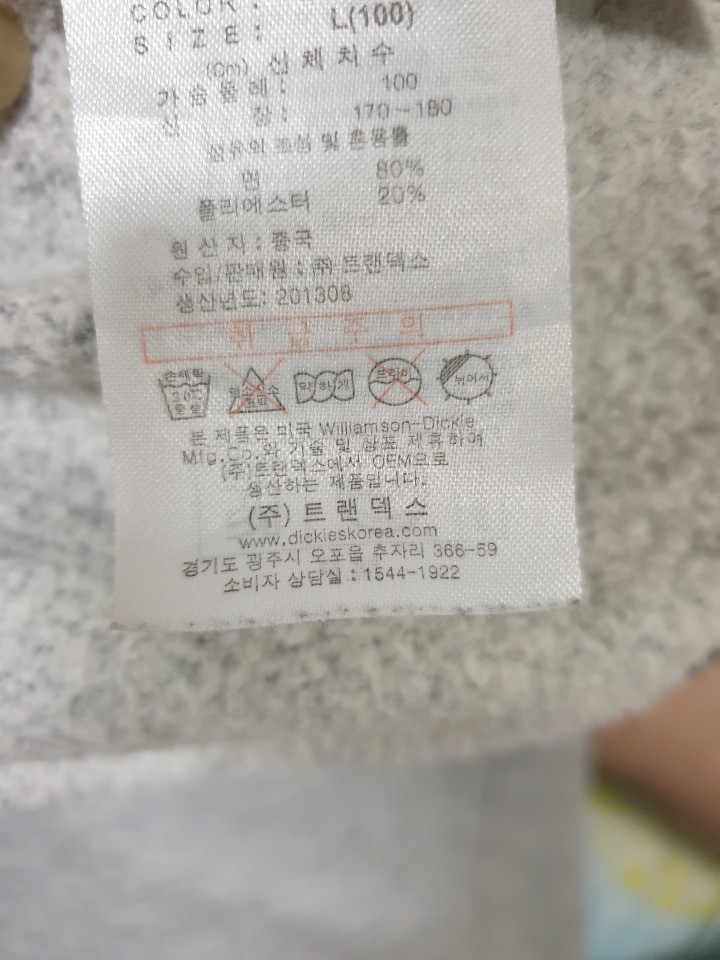 COLOR :
SIZE : L(100)
(Cm) 신체치수
가슴둘레 : 100
신 장 : 170~180
섬유의 조성 및 혼용률
면 80%
폴리에스터 20%
원산지 : 중국
수입/판매원 : ㈜ 트랜덱스
생산년도: 201308
취급주의
손세탁 30℃ 중성 염소표백 약하게 드라이 뉘어서
본 제품은 미국 Williamson-Dickie
Mfg.Co.와 기술 및 상표 제휴하여
(주)트랜덱스에서 OEM으로
생산하는 제품입니다.
(주) 트랜덱스
www.dickieskorea.com
경기도 광주시 오포읍 추자리 366-59
소비자 상담실 : 1544-1922